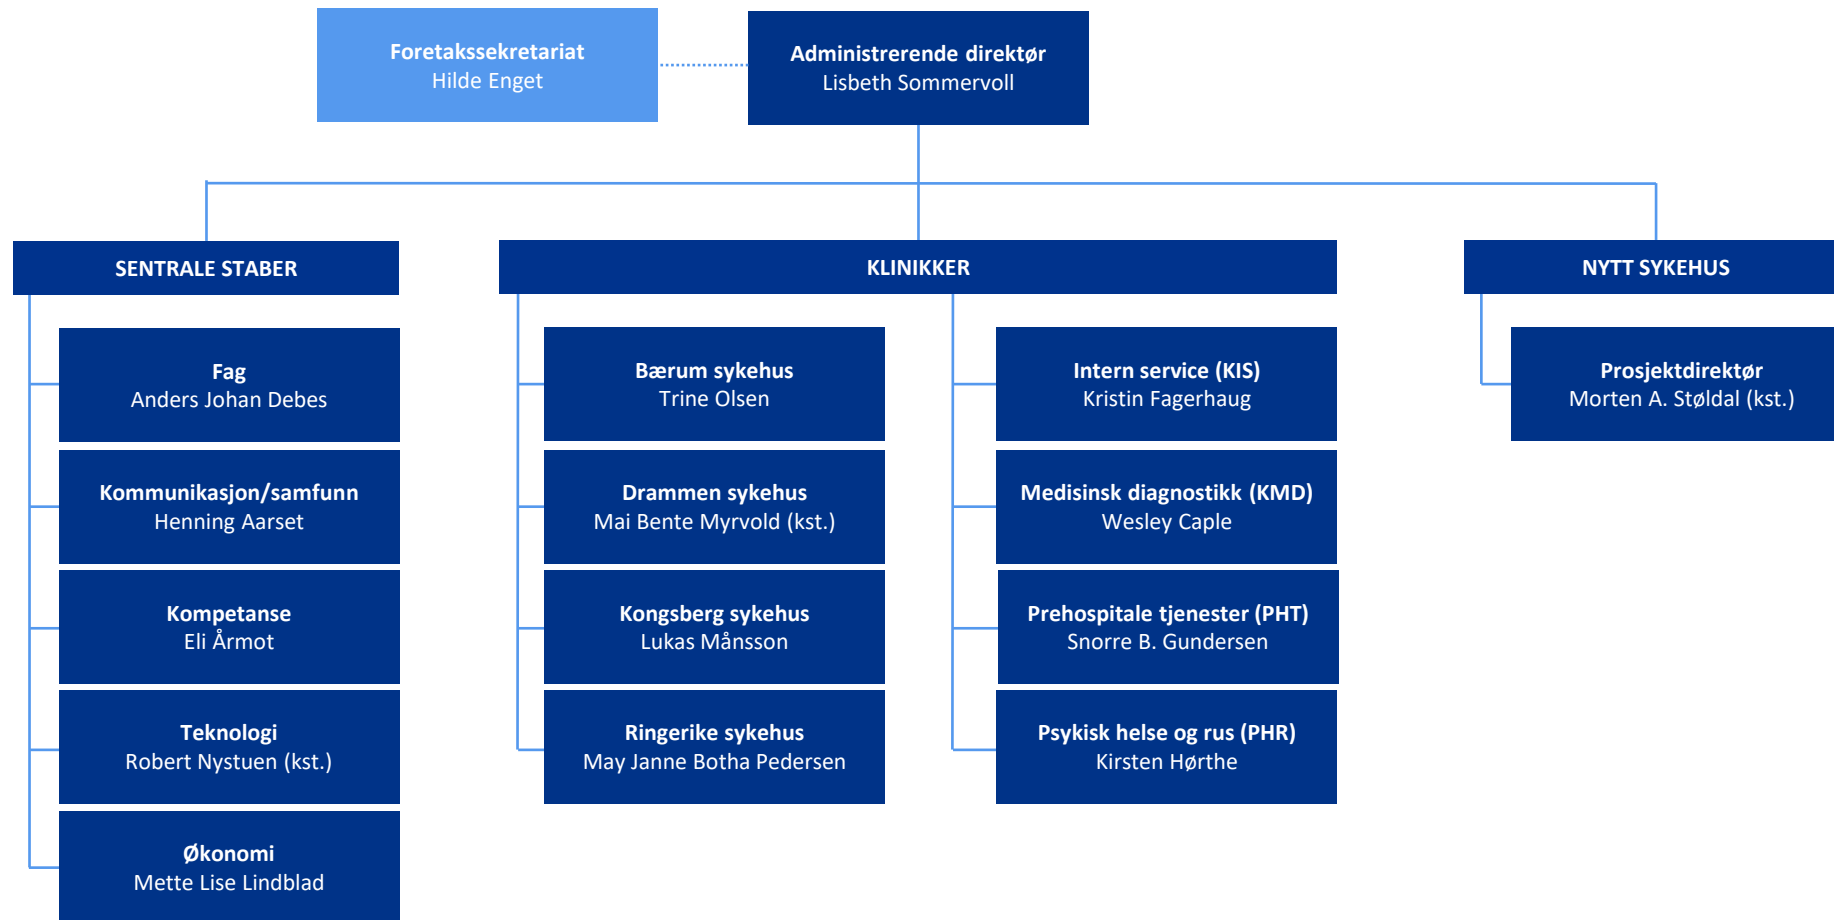 Foretakssekretariat
Hilde Enget
Administrerende direktør
Lisbeth Sommervoll
SENTRALE STABER
Fag
Anders Johan Debes
Kommunikasjon/samfunn
Henning Aarset
Kompetanse
Eli Årmot
Teknologi
Robert Nystuen (kst.)
Økonomi
Mette Lise Lindblad
KLINIKKER
Bærum sykehus
Trine Olsen
Drammen sykehus
Mai Bente Myrvold (kst.)
Kongsberg sykehus
Lukas Månsson
Ringerike sykehus
May Janne Botha Pedersen
Intern service (KIS)
Kristin Fagerhaug
Medisinsk diagnostikk (KMD)
Wesley Caple
Prehospitale tjenester (PHT)
Snorre B. Gundersen
Psykisk helse og rus (PHR)
Kirsten Hørthe
NYTT SYKEHUS
Prosjektdirektør
Morten A. Støldal (kst.)